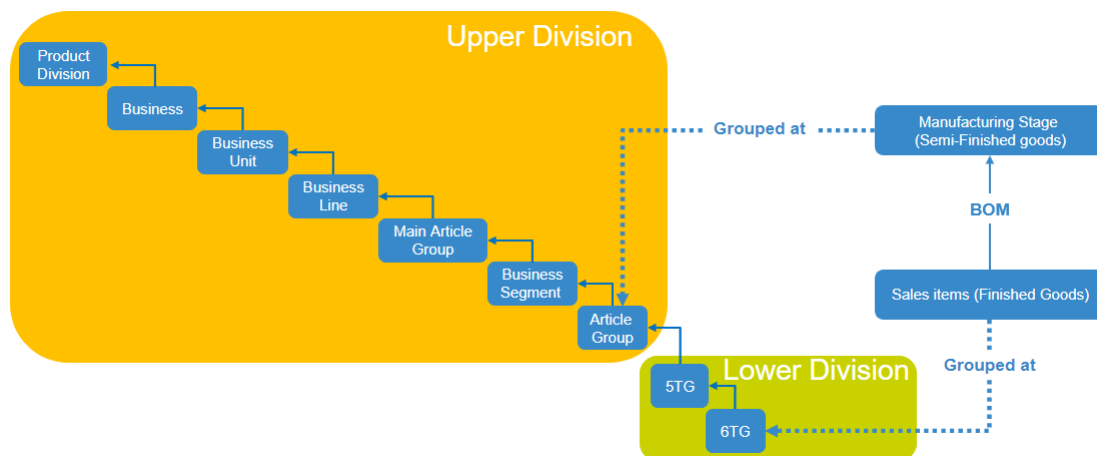 Upper Division
Product
Division
Business
Business
Unit
Business
Line
Main Article
Group
Business
Segment
Article
Group
Lower Division
5TG
6TG
Grouped at
Manufacturing Stage
(Semi-Finished goods)
BOM
Sales items (Finished Goods)
Grouped at